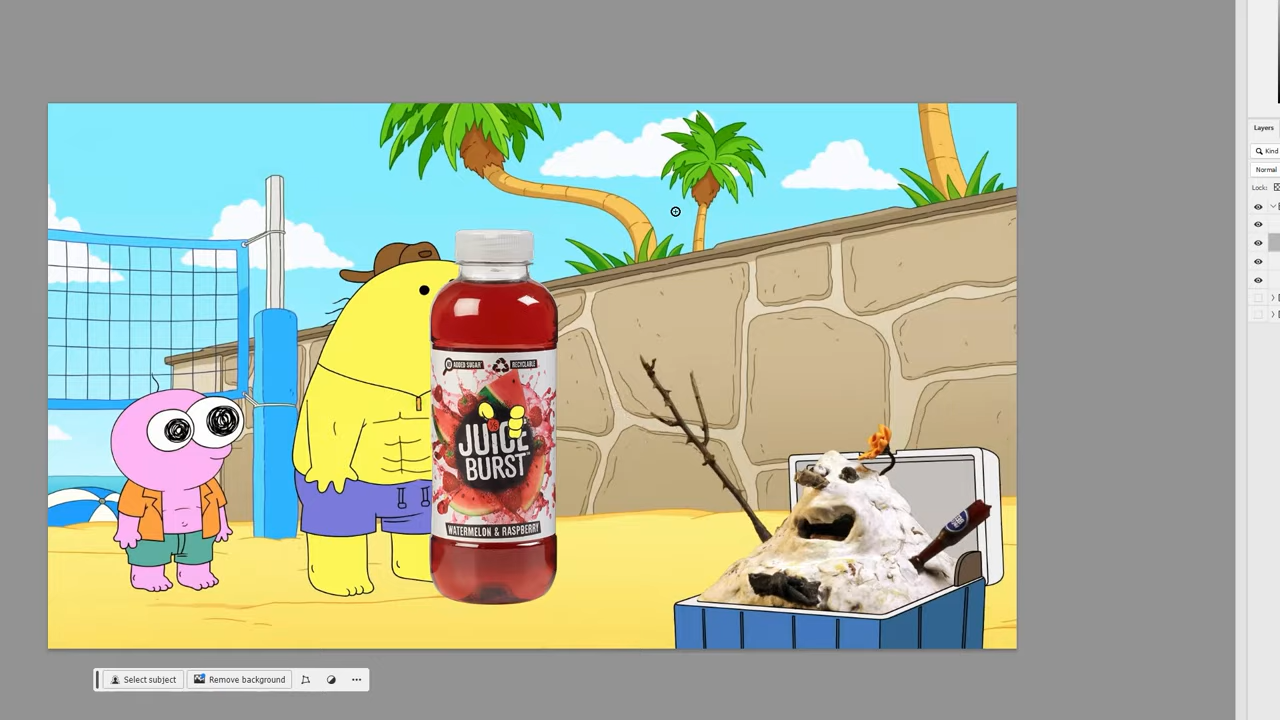 Layers
Kind
Normal
Lock:
ADDED SUGAR
RECYCLABLE
JUICE
BURST
WATERMELON & RASPBERRY
Select subject
Remove background